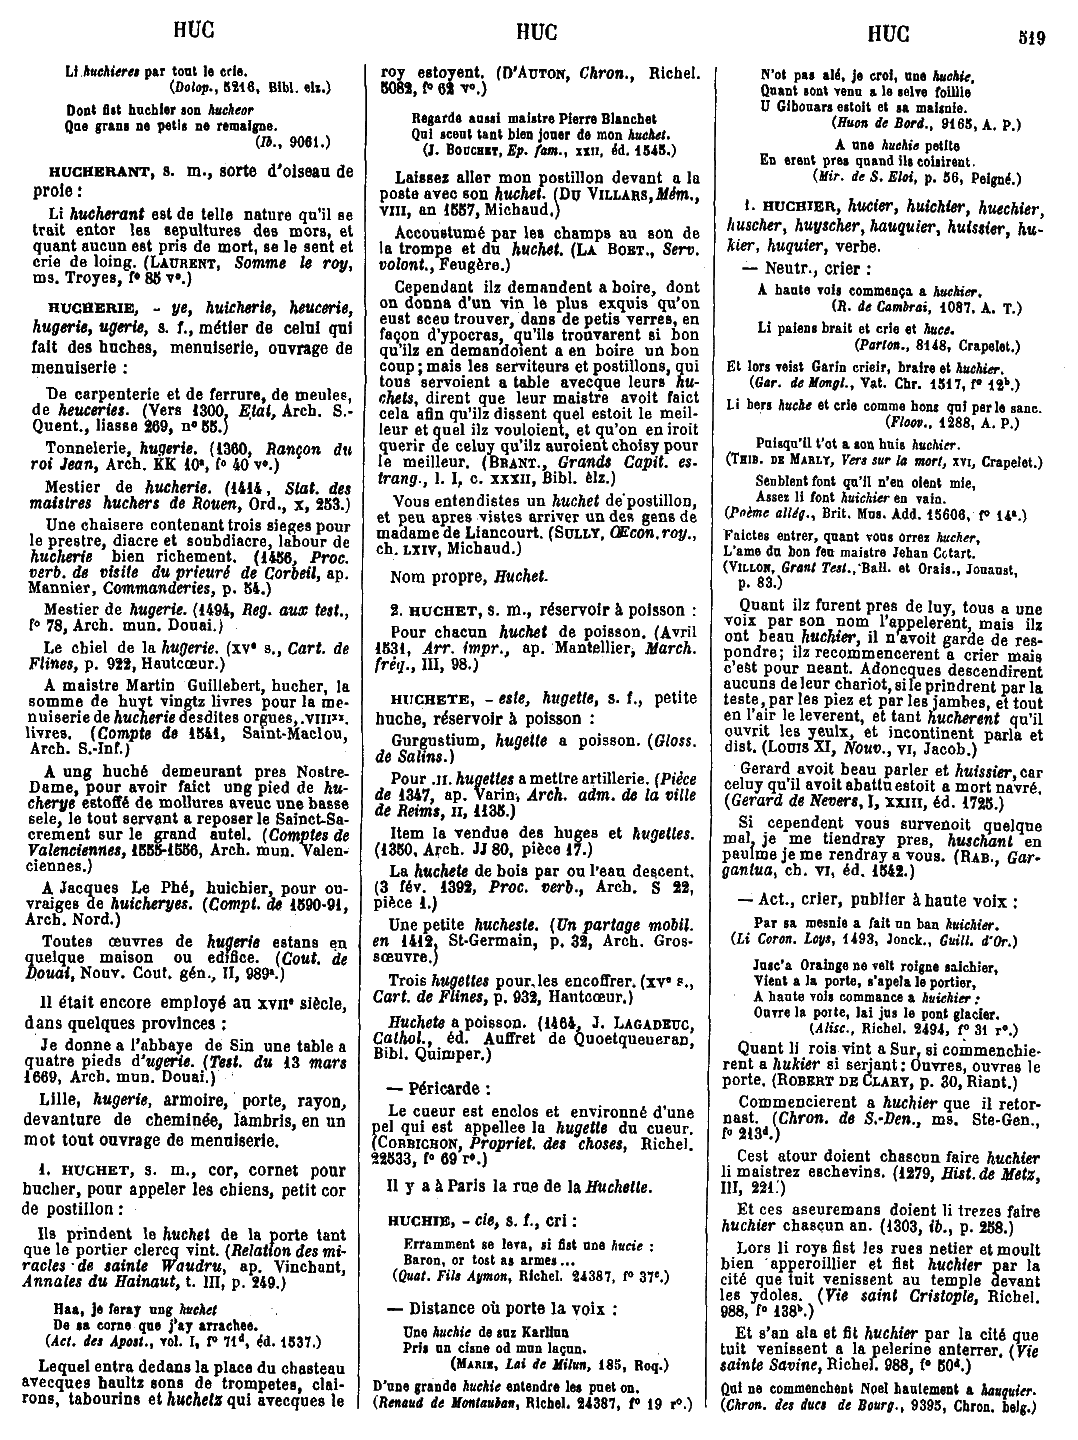 HUC
HUC
HUC
519
Li huchieres par tout le crie.
(Dolop., 5216, Bibl. elz.)
Dont fist huchier son hucheor
Que grans ne petis ne remaigne.
(Ib., 9061.)
HUCHERANT, s. m., sorte d'oiseau de
proie :
Li hucherant est de telle nature qu'il se
trait entor les sepultures des mors, et
quant aucun est pris de mort, se le sent et
crie de loing. (LAURENT, Somme le roy,
ms. Troyes, fº 85 vº.)
HUCHERIE, - ye, huicherie, heucerie,
hugerie, ugerie, s. f., métier de celui qui
fait des huches, menuiserie, ouvrage de
menuiserie :
De carpenterie et de ferrure, de meules,
de heuceries. (Vers 1300, Etat, Arch. S.-
Quent., liasse 269, nº 55.)
Tonnelerie, hugerie. (1360, Rançon du
roi Jean, Arch. KK 10ª, fº 40 vº.)
Mestier de hucherie. (1414, Stat. des
maistres huchers de Rouen, Ord., X, 253.)
Une chaisere contenant trois sieges pour
le prestre, diacre et soubdiacre, labour de
hucherie bien richement. (1456, Proc.
verb. de visite du prieuré de Corbeil, ap.
Mannier, Commanderies, p. 54.)
Mestier de hugerie. (1494, Reg. aux test.,
fº 78, Arch. mun. Douai.)
Le chiel de la hugerie. (XVᵉ s., Cart. de
Flines, p. 922, Hautcœur.)
A maistre Martin Guillebert, hucher, la
somme de huyt vingtz livres pour la me-
nuiserie de hucherie desdites orgues, .VIIIˣˣ.
livres. (Compte de 1541, Saint-Maclou,
Arch. S.-Inf.)
A ung huché demeurant pres Nostre-
Dame, pour avoir faict ung pied de hu-
cherye estoffé de mollures aveuc une basse
sele, le tout servant a reposer le Sainct-Sa-
crement sur le grand autel. (Comptes de
Valenciennes, 1555-1556, Arch. mun. Valen-
ciennes.)
A Jacques Le Phé, huichier, pour ou-
vraiges de huicheryes. (Compt. de 1590-91,
Arch. Nord.)
Toutes œuvres de hugerie estans en
quelque maison ou edifice. (Cout. de
Douai, Nouv. Cout. gén., II, 989ª.)
Il était encore employé au XVIIᵉ siècle,
dans quelques provinces :
Je donne a l'abbaye de Sin une table a
quatre pieds d'ugerie. (Test. du 13 mars
1669, Arch. mun. Douai.)
Lille, hugerie, armoire, porte, rayon,
devanture de cheminée, lambris, en un
mot tout ouvrage de menuiserie.
1. HUCHET, s. m., cor, cornet pour
hucher, pour appeler les chiens, petit cor
de postillon :
Ils prindent le huchet de la porte tant
que le portier clercq vint. (Relation des mi-
racles de sainte Waudru, ap. Vinchant,
Annales du Hainaut, t. III, p. 249.)
Haa, je feray ung huchet
De sa corne que j'ay arrachee.
(Act. des Apost., vol. I, fº 71ᵈ, éd. 1537.)
Lequel entra dedans la place du chasteau
avecques haultz sons de trompetes, clai-
rons, tabourins et huchetz qui avecques le
roy estoyent. (D'AUTON, Chron., Richel.
5082, fº 62 vº.)
Regarde aussi maistre Pierre Blanchet
Qui sceut tant bien jouer de mon huchet.
(J. BOUCHET, Ep. fam., XXII, éd. 1545.)
Laissez aller mon postillon devant a la
poste avec son huchet. (DU VILLARS, Mém.,
VIII, an 1557, Michaud.)
Accoustumé par les champs au son de
la trompe et du huchet. (LA BOET., Serv.
volont., Feugère.)
Cependant ilz demandent a boire, dont
on donna d'un vin le plus exquis qu'on
eust sceu trouver, dans de petis verres, en
façon d'ypocras, qu'ils trouvarent si bon
qu'ilz en demandoient a en boire un bon
coup; mais les serviteurs et postillons, qui
tous servoient a table avecque leurs hu-
chets, dirent que leur maistre avoit faict
cela afin qu'ilz dissent quel estoit le meil-
leur et quel ilz vouloient, et qu'on en iroit
querir de celuy qu'ilz auroient choisy pour
le meilleur. (BRANT., Grands Capit. es-
trang., l. I, c. XXXII, Bibl. elz.)
Vous entendistes un huchet de postillon,
et peu apres vistes arriver un des gens de
madame de Liancourt. (SULLY, Œcon. roy.,
ch. LXIV, Michaud.)
Nom propre, Huchet.
2. HUCHET, s. m., réservoir à poisson :
Pour chacun huchet de poisson. (Avril
1531, Arr. impr., ap. Mantellier, March.
fréq., III, 98.)
HUCHETE, - este, hugette, s. f., petite
huche, réservoir à poisson :
Gurgustium, hugette a poisson. (Gloss.
de Salins.)
Pour .II. hugettes a mettre artillerie. (Pièce
de 1347, ap. Varin, Arch. adm. de la ville
de Reims, II, 1135.)
Item la vendue des huges et hugettes.
(1350, Arch. JJ 80, pièce 17.)
La huchete de bois par ou l'eau descent.
(3 fév. 1392, Proc. verb., Arch. S 22,
pièce 1.)
Une petite hucheste. (Un partage mobil.
en 1412, St-Germain, p. 32, Arch. Gros-
sœuvre.)
Trois hugettes pour les encoffrer. (XVᵉ s.,
Cart. de Flines, p. 932, Hautcœur.)
Huchete a poisson. (1464, J. LAGADEUC,
Cathol., éd. Auffret de Quoetqueueran,
Bibl. Quimper.)
— Péricarde :
Le cueur est enclos et environné d'une
pel qui est appellee la hugette du cueur.
(CORBICHON, Propriet. des choses, Richel.
22533, fº 69 rº.)
Il y a à Paris la rue de la Huchette.
HUCHIE, - cie, s. f., cri :
Erramment se leva, si fist une hucie :
Baron, or tost as armes...
(Quat. Fils Aymon, Richel. 24387, fº 37ᵉ.)
— Distance où porte la voix :
Une huchie de suz Karliun
Pris un cisne od mun laçun.
(MARIE, Lai de Milun, 185, Roq.)
D'une grande huchie entendre les puet on.
(Renaud de Montauban, Richel. 24387, fº 19 rº.)
N'ot pas alé, je croi, une huchie,
Quant sont venu a le selve foillie
U Gibouars estoit et sa maisnie.
(Huon de Bord., 9165, A. P.)
A une huchie petite
En erent pres quand ils coisirent.
(Mir. de S. Eloi, p. 56, Peigné.)
1. HUCHIER, hucier, huichier, huechier,
huscher, huyscher, hauquier, huissier, hu-
kier, huquier, verbe.
— Neutr., crier :
A haute vois commença a huchier.
(R. de Cambrai, 1087, A. T.)
Li paiens brait et crie et huce.
(Parton., 8148, Crapelet.)
Et lors veist Garin crieir, braire et huchier.
(Gar. de Mongl., Vat. Chr. 1517, fº 12ᵇ.)
Li bers huche et crie comme hons qui perle sanc.
(Floov., 1288, A. P.)
Puisqu'il t'ot a son huis huchier.
(THIB. DE MARLY, Vers sur la mort, XVI, Crapelet.)
Senblent font qu'il n'en oient mie,
Assez li font huichier en vain.
(Poème allég., Brit. Mus. Add. 15606, fº 14ª.)
Faictes entrer, quant vous orrez hucher,
L'ame du bon feu maistre Jehan Cotart.
(VILLON, Grant Test., Ball. et Orais., Jouaust,
p. 83.)
Quant ilz furent pres de luy, tous a une
voix par son nom l'appelerent, mais ilz
ont beau huchier, il n'avoit garde de res-
pondre; ilz recommencerent a crier mais
c'est pour neant. Adoncques descendirent
aucuns de leur chariot, si le prindrent par la
teste, par les piez et par les jambes, et tout
en l'air le leverent, et tant hucherent qu'il
ouvrit les yeulx, et incontinent parla et
dist. (LOUIS XI, Nouv., VI, Jacob.)
Gerard avoit beau parler et huissier, car
celuy qu'il avoit abattu estoit a mort navré.
(Gerard de Nevers, I, XXIII, éd. 1725.)
Si cependent vous survenoit quelque
mal, je me tiendray pres, huschant en
paulme je me rendray a vous. (RAB., Gar-
gantua, ch. VI, éd. 1542.)
— Act., crier, publier à haute voix :
Par sa mesnie a fait un ban huichier.
(Li Coron. Loys, 1493, Jonck., Guill. d'Or.)
Jusc'a Orainge ne velt roigne saichier,
Vient a la porte, s'apela le portier,
A haute vois commance a huichier :
Ouvre la porte, lai jus le pont glacier.
(Alisc., Richel. 2494, fº 31 rº.)
Quant li rois vint a Sur, si commenchie-
rent a hukier si serjant : Ouvres, ouvres le
porte. (ROBERT DE CLARY, p. 30, Riant.)
Commencierent a huchier que il retor-
nast. (Chron. de S.-Den., ms. Ste-Gen.,
fº 213ᵈ.)
Cest atour doient chascun faire huchier
li maistrez eschevins. (1279, Hist. de Metz,
III, 221.)
Et ces aseuremans doient li trezes faire
huchier chascun an. (1303, ib., p. 258.)
Lors li roys fist les rues netier et moult
bien apperoillier et fist huchier par la
cité que tuit venissent au temple devant
les ydoles. (Vie saint Cristople, Richel.
988, fº 138ᵇ.)
Et s'an ala et fit huchier par la cité que
tuit venissent a la pelerine anterrer. (Vie
sainte Savine, Richel. 988, fº 50ᵈ.)
Qui ne commenchent Noel hautement a hauquier.
(Chron. des ducs de Bourg., 9395, Chron. belg.)